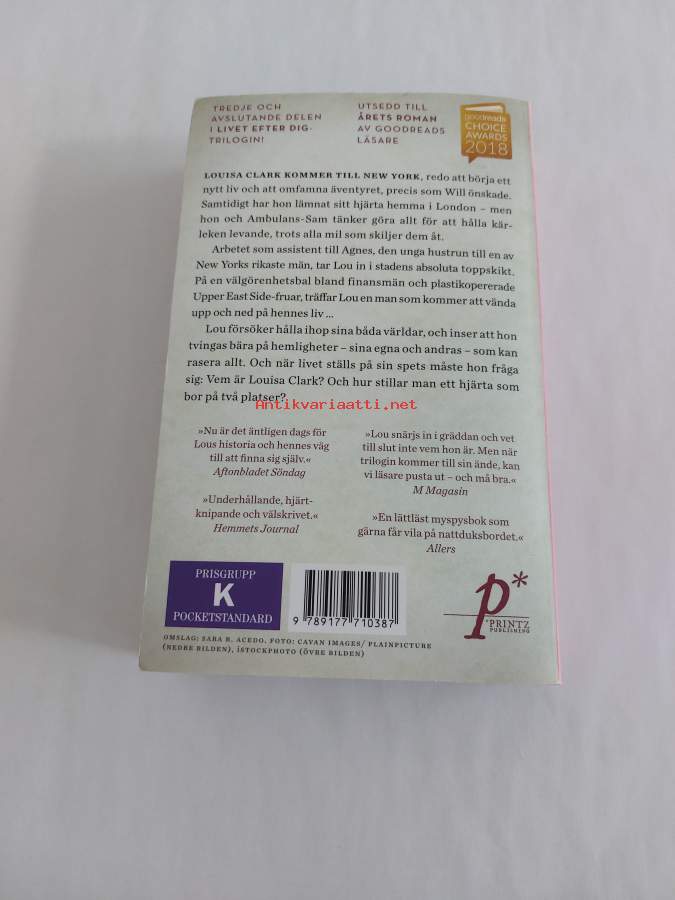 TREDJE OCH
AVSLUTANDE DELEN
I LIVET EFTER DIG-
TRILOGIN!
UTSEDD TILL
ÅRETS ROMAN
AV GOODREADS
LÄSARE
goodreads
CHOICE
AWARDS
2018
LOUISA CLARK KOMMER TILL NEW YORK, redo att börja ett
nytt liv och att omfamna äventyret, precis som Will önskade.
Samtidigt har hon lämnat sitt hjärta hemma i London – men
hon och Ambulans-Sam tänker göra allt för att hålla kär-
leken levande, trots alla mil som skiljer dem åt.
Arbetet som assistent till Agnes, den unga hustrun till en av
New Yorks rikaste män, tar Lou in i stadens absoluta toppskikt.
På en välgörenhetsbal bland finansmän och plastikopererade
Upper East Side-fruar, träffar Lou en man som kommer att vända
upp och ned på hennes liv ...
Lou försöker hålla ihop sina båda världar, och inser att hon
tvingas bära på hemligheter – sina egna och andras – som kan
rasera allt. Och när livet ställs på sin spets måste hon fråga
sig: Vem är Louisa Clark? Och hur stillar man ett hjärta som
bor på två platser?
Antikvariaatti.net
»Nu är det äntligen dags för
Lous historia och hennes väg
till att finna sig själv.«
Aftonbladet Söndag
»Underhållande, hjärt-
knipande och välskrivet.«
Hemmets Journal
»Lou snärjs in i gräddan och vet
till slut inte vem hon är. Men när
trilogin kommer till sin ände, kan
vi läsare pusta ut – och må bra.«
M Magasin
»En lättläst myspysbok som
gärna får vila på nattduksbordet.«
Allers
PRISGRUPP
K
POCKETSTANDARD
9 789177 710387
p*
PRINTZ
PUBLISHING
OMSLAG: SARA R. ACEDO. FOTO: CAVAN IMAGES/ PLAINPICTURE
(NEDRE BILDEN), ISTOCKPHOTO (ÖVRE BILDEN)